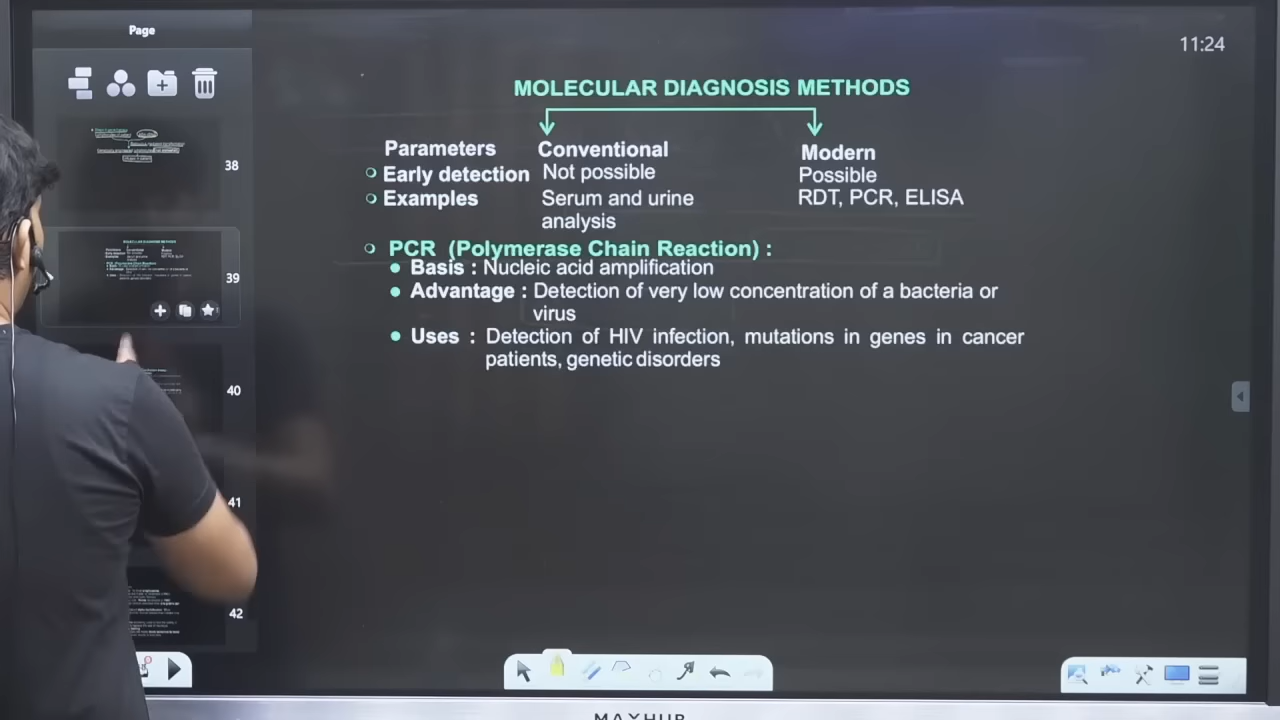 Page
11:24
38
39
40
41
42
MOLECULAR DIAGNOSIS METHODS
Parameters Conventional Modern
Early detection Not possible Possible
Examples Serum and urine analysis RDT, PCR, ELISA
PCR (Polymerase Chain Reaction) :
Basis : Nucleic acid amplification
Advantage : Detection of very low concentration of a bacteria or
virus
Uses : Detection of HIV infection, mutations in genes in cancer
patients, genetic disorders
MAXHUB